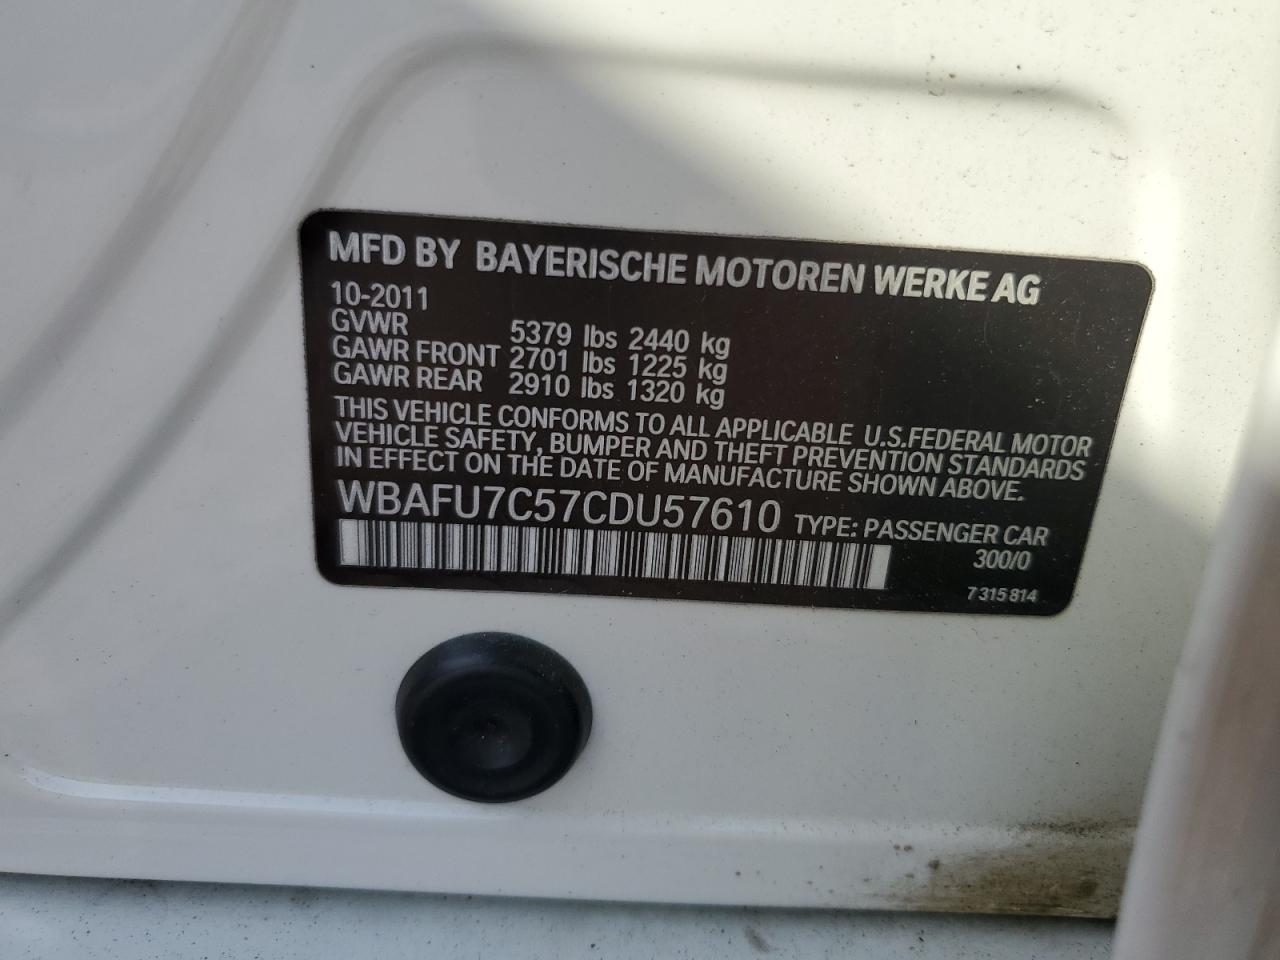 MFD BY BAYERISCHE MOTOREN WERKE AG
10-2011
GVWR 5379 lbs 2440 kg
GAWR FRONT 2701 lbs 1225 kg
GAWR REAR 2910 lbs 1320 kg
THIS VEHICLE CONFORMS TO ALL APPLICABLE U.S.FEDERAL MOTOR
VEHICLE SAFETY, BUMPER AND THEFT PREVENTION STANDARDS
IN EFFECT ON THE DATE OF MANUFACTURE SHOWN ABOVE.
WBAFU7C57CDU57610 TYPE: PASSENGER CAR
300/0
7 315 814